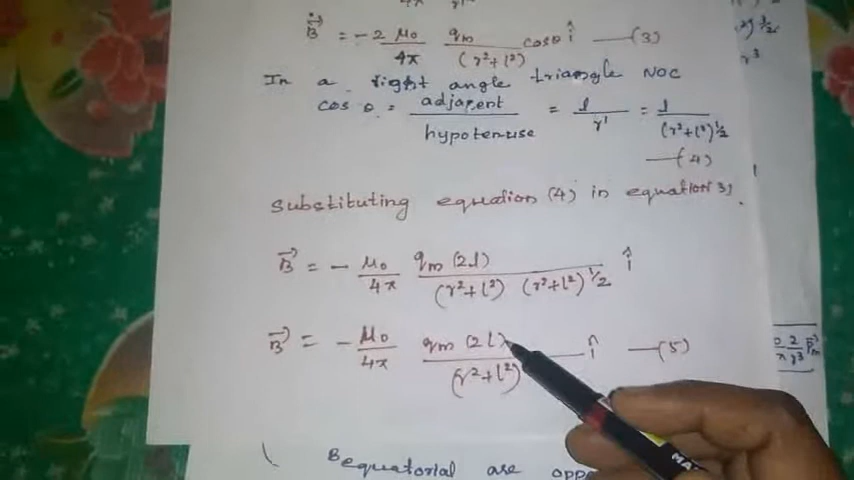 B⃗ = -2 μ₀/4π qm/(r²+l²) cosθ î —(3)
In a right angle triangle NOC
cos θ = adjacent/hypotenuse = l/r' = l/(r²+l²)^1/2
—(4)
Substituting equation (4) in equation (3)
B⃗ = - μ₀/4π qm (2l)/(r²+l²) (r²+l²)^1/2 î
B⃗ = - μ₀/4π qm (2l)/(r²+l²) î —(5)
B equatorial are